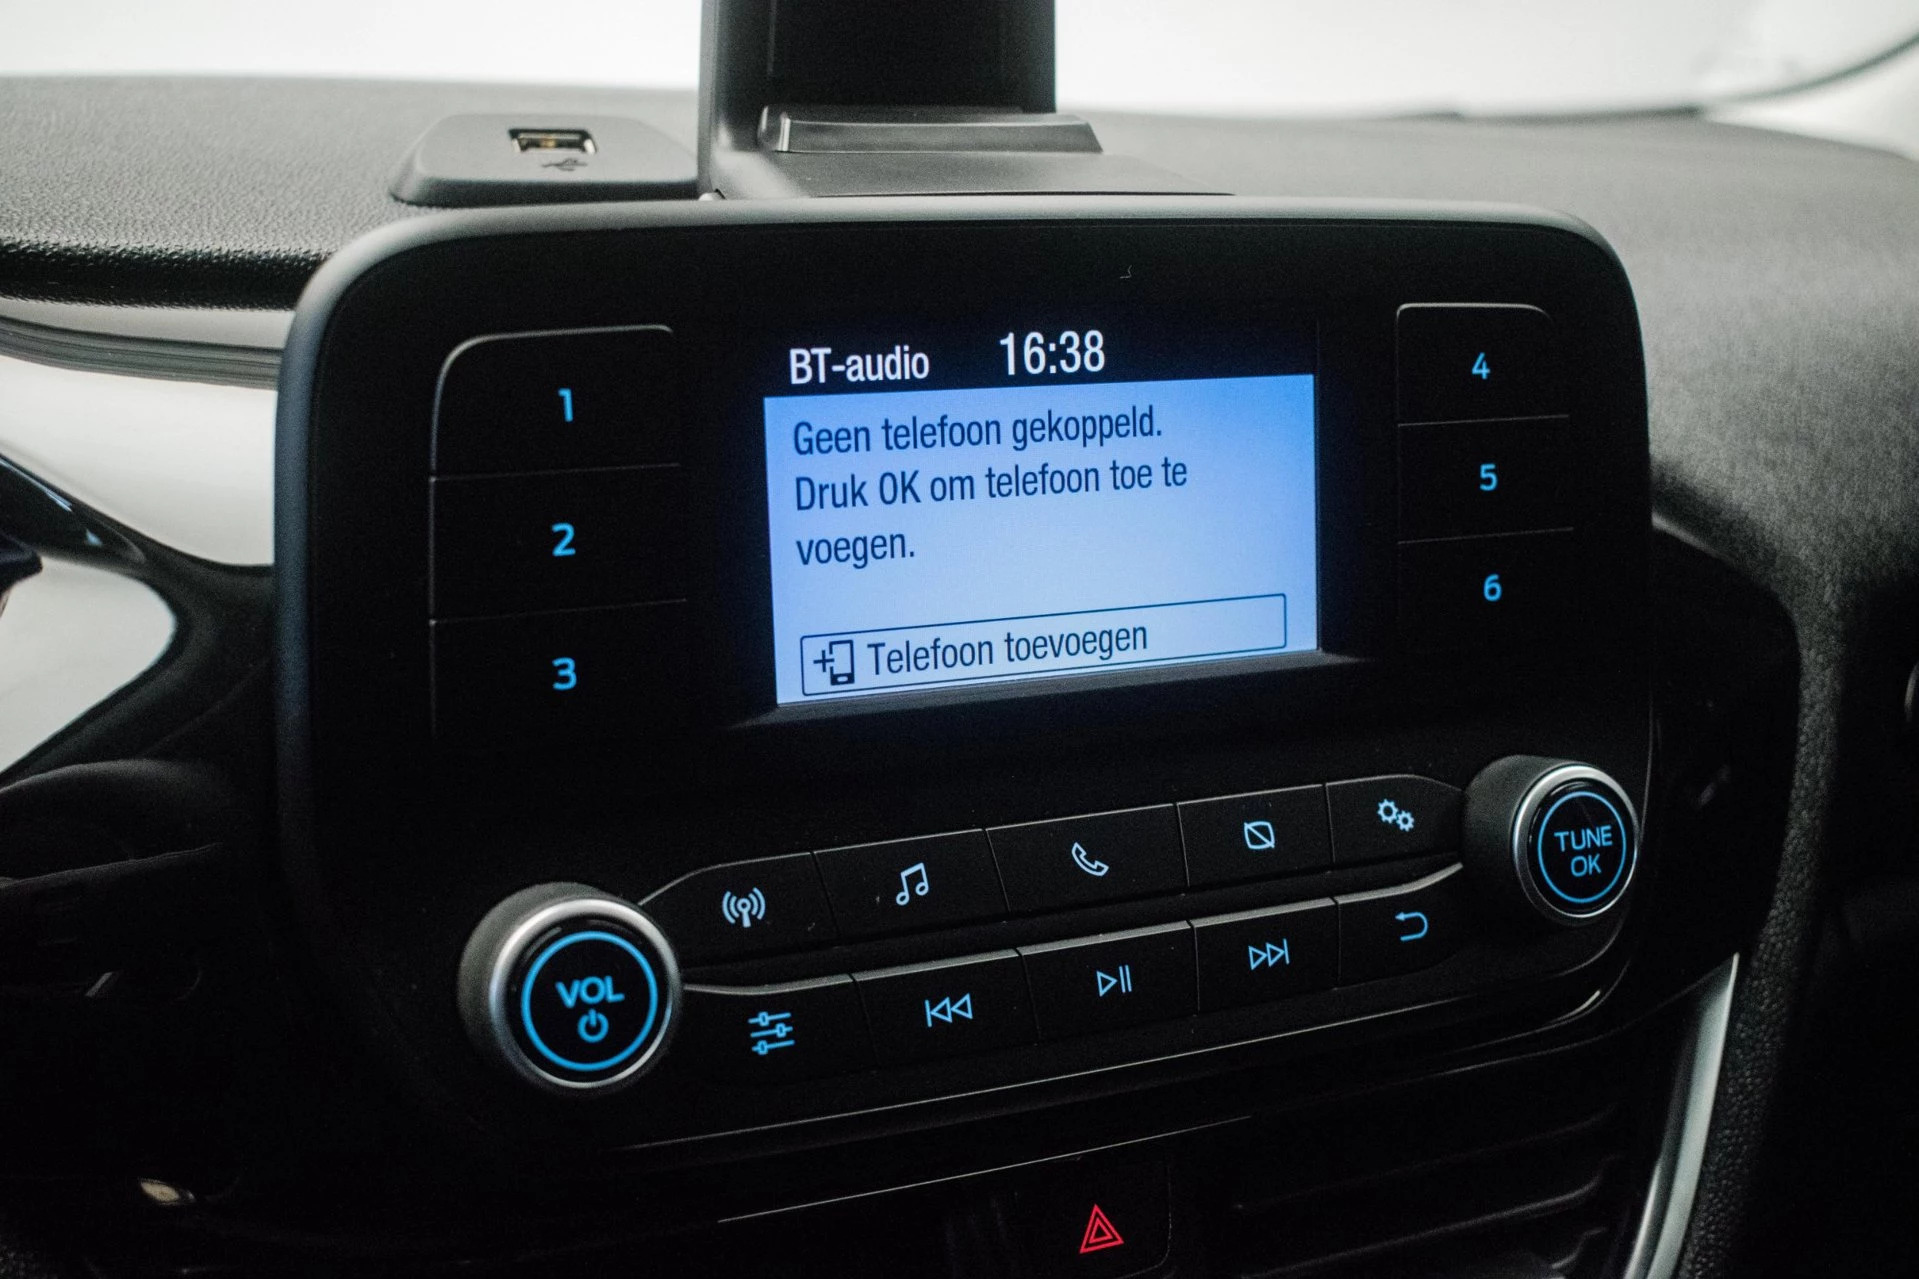 BT-audio 16:38
Geen telefoon gekoppeld.
Druk OK om telefoon toe te
voegen.
Telefoon toevoegen
1
2
3
4
5
6
VOL
TUNE
OK